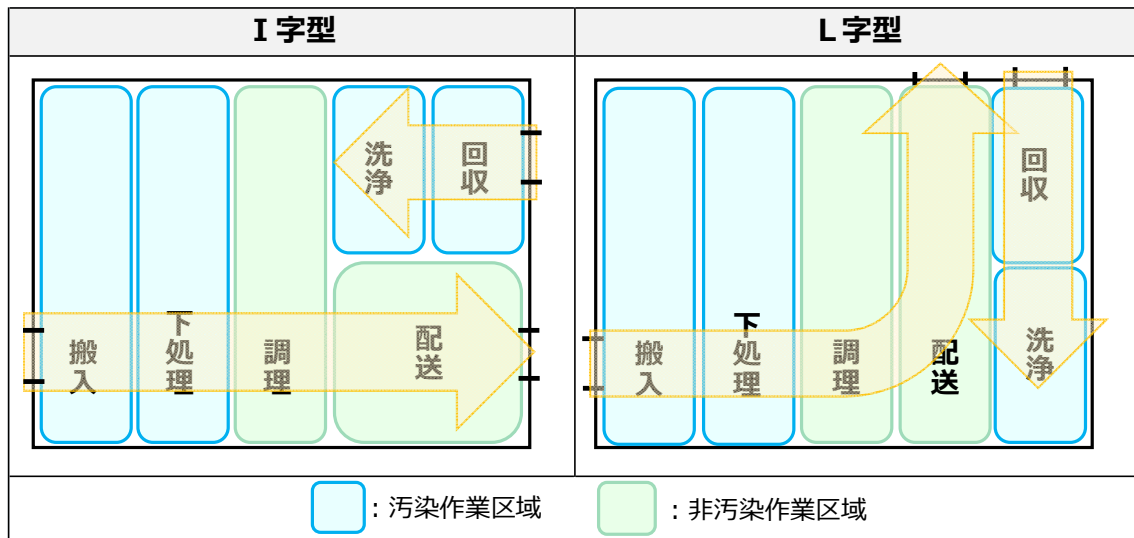 I 字型
L 字型
搬入
下処理
調理
洗浄
回収
配送
搬入
下処理
調理
配送
回収
洗浄
：汚染作業区域
：非汚染作業区域